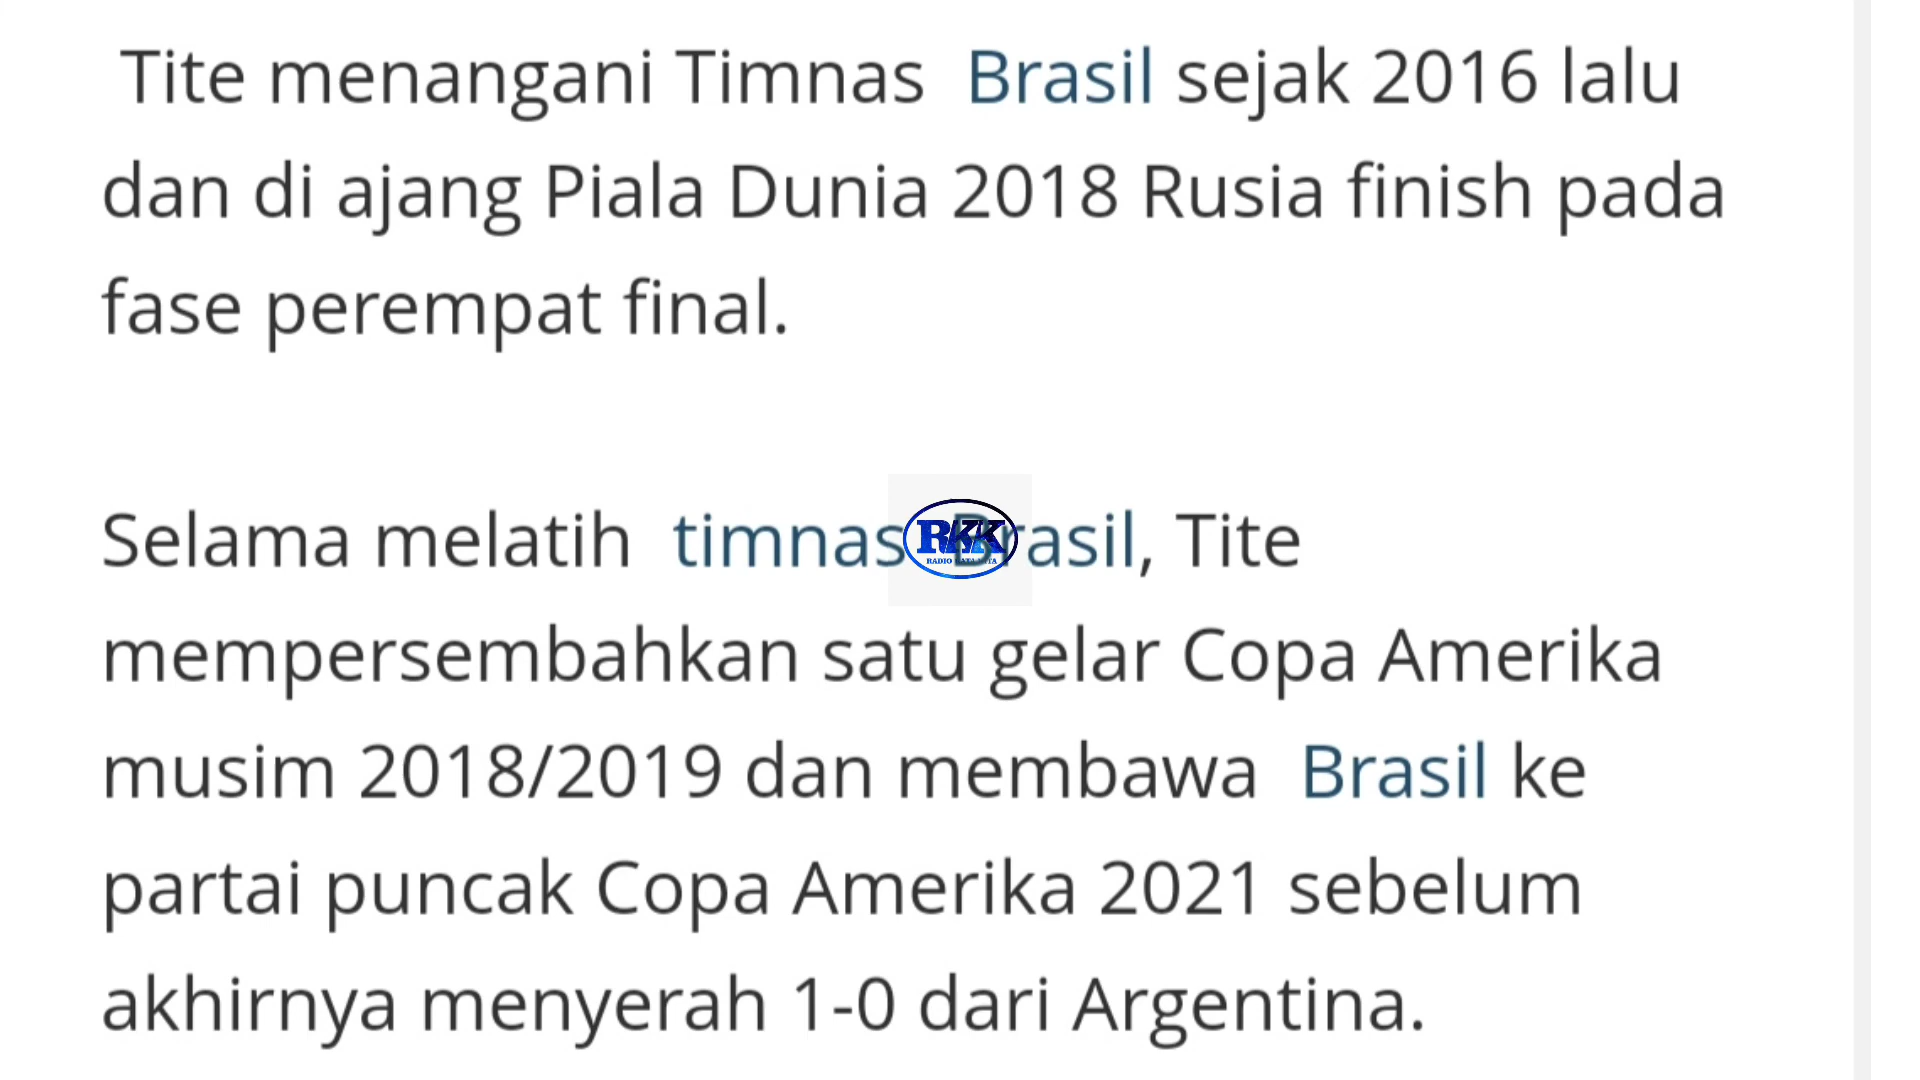 Tite menangani Timnas Brasil sejak 2016 lalu
dan di ajang Piala Dunia 2018 Rusia finish pada
fase perempat final.
Selama melatih timnas Brasil, Tite
RKK
RADIO
mempersembahkan satu gelar Copa Amerika
musim 2018/2019 dan membawa Brasil ke
partai puncak Copa Amerika 2021 sebelum
akhirnya menyerah 1-0 dari Argentina.